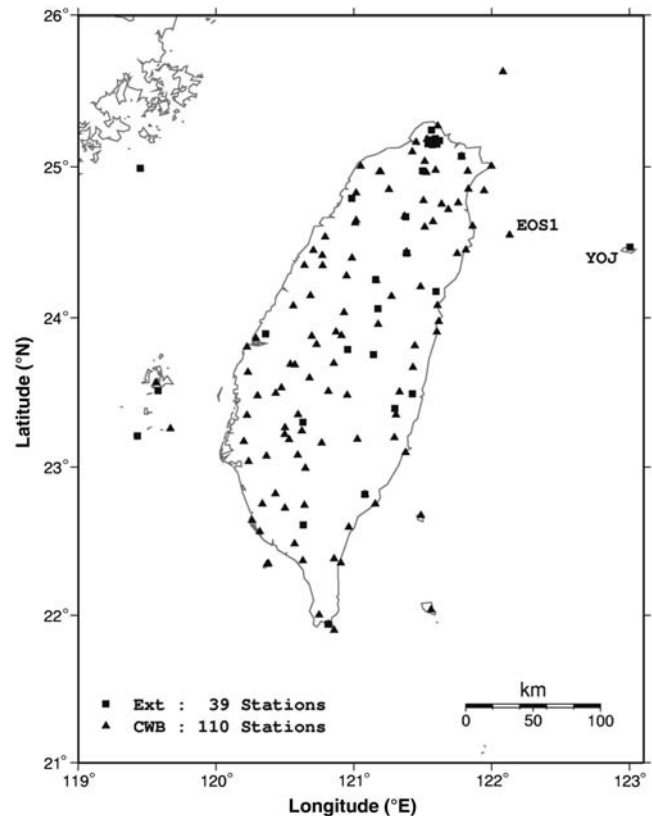 26°
25°
24°
23°
22°
21°
Latitude (°N)
EOS1
YOJ
Ext : 39 Stations
CWB : 110 Stations
km
0 50 100
119° 120° 121° 122° 123°
Longitude (°E)